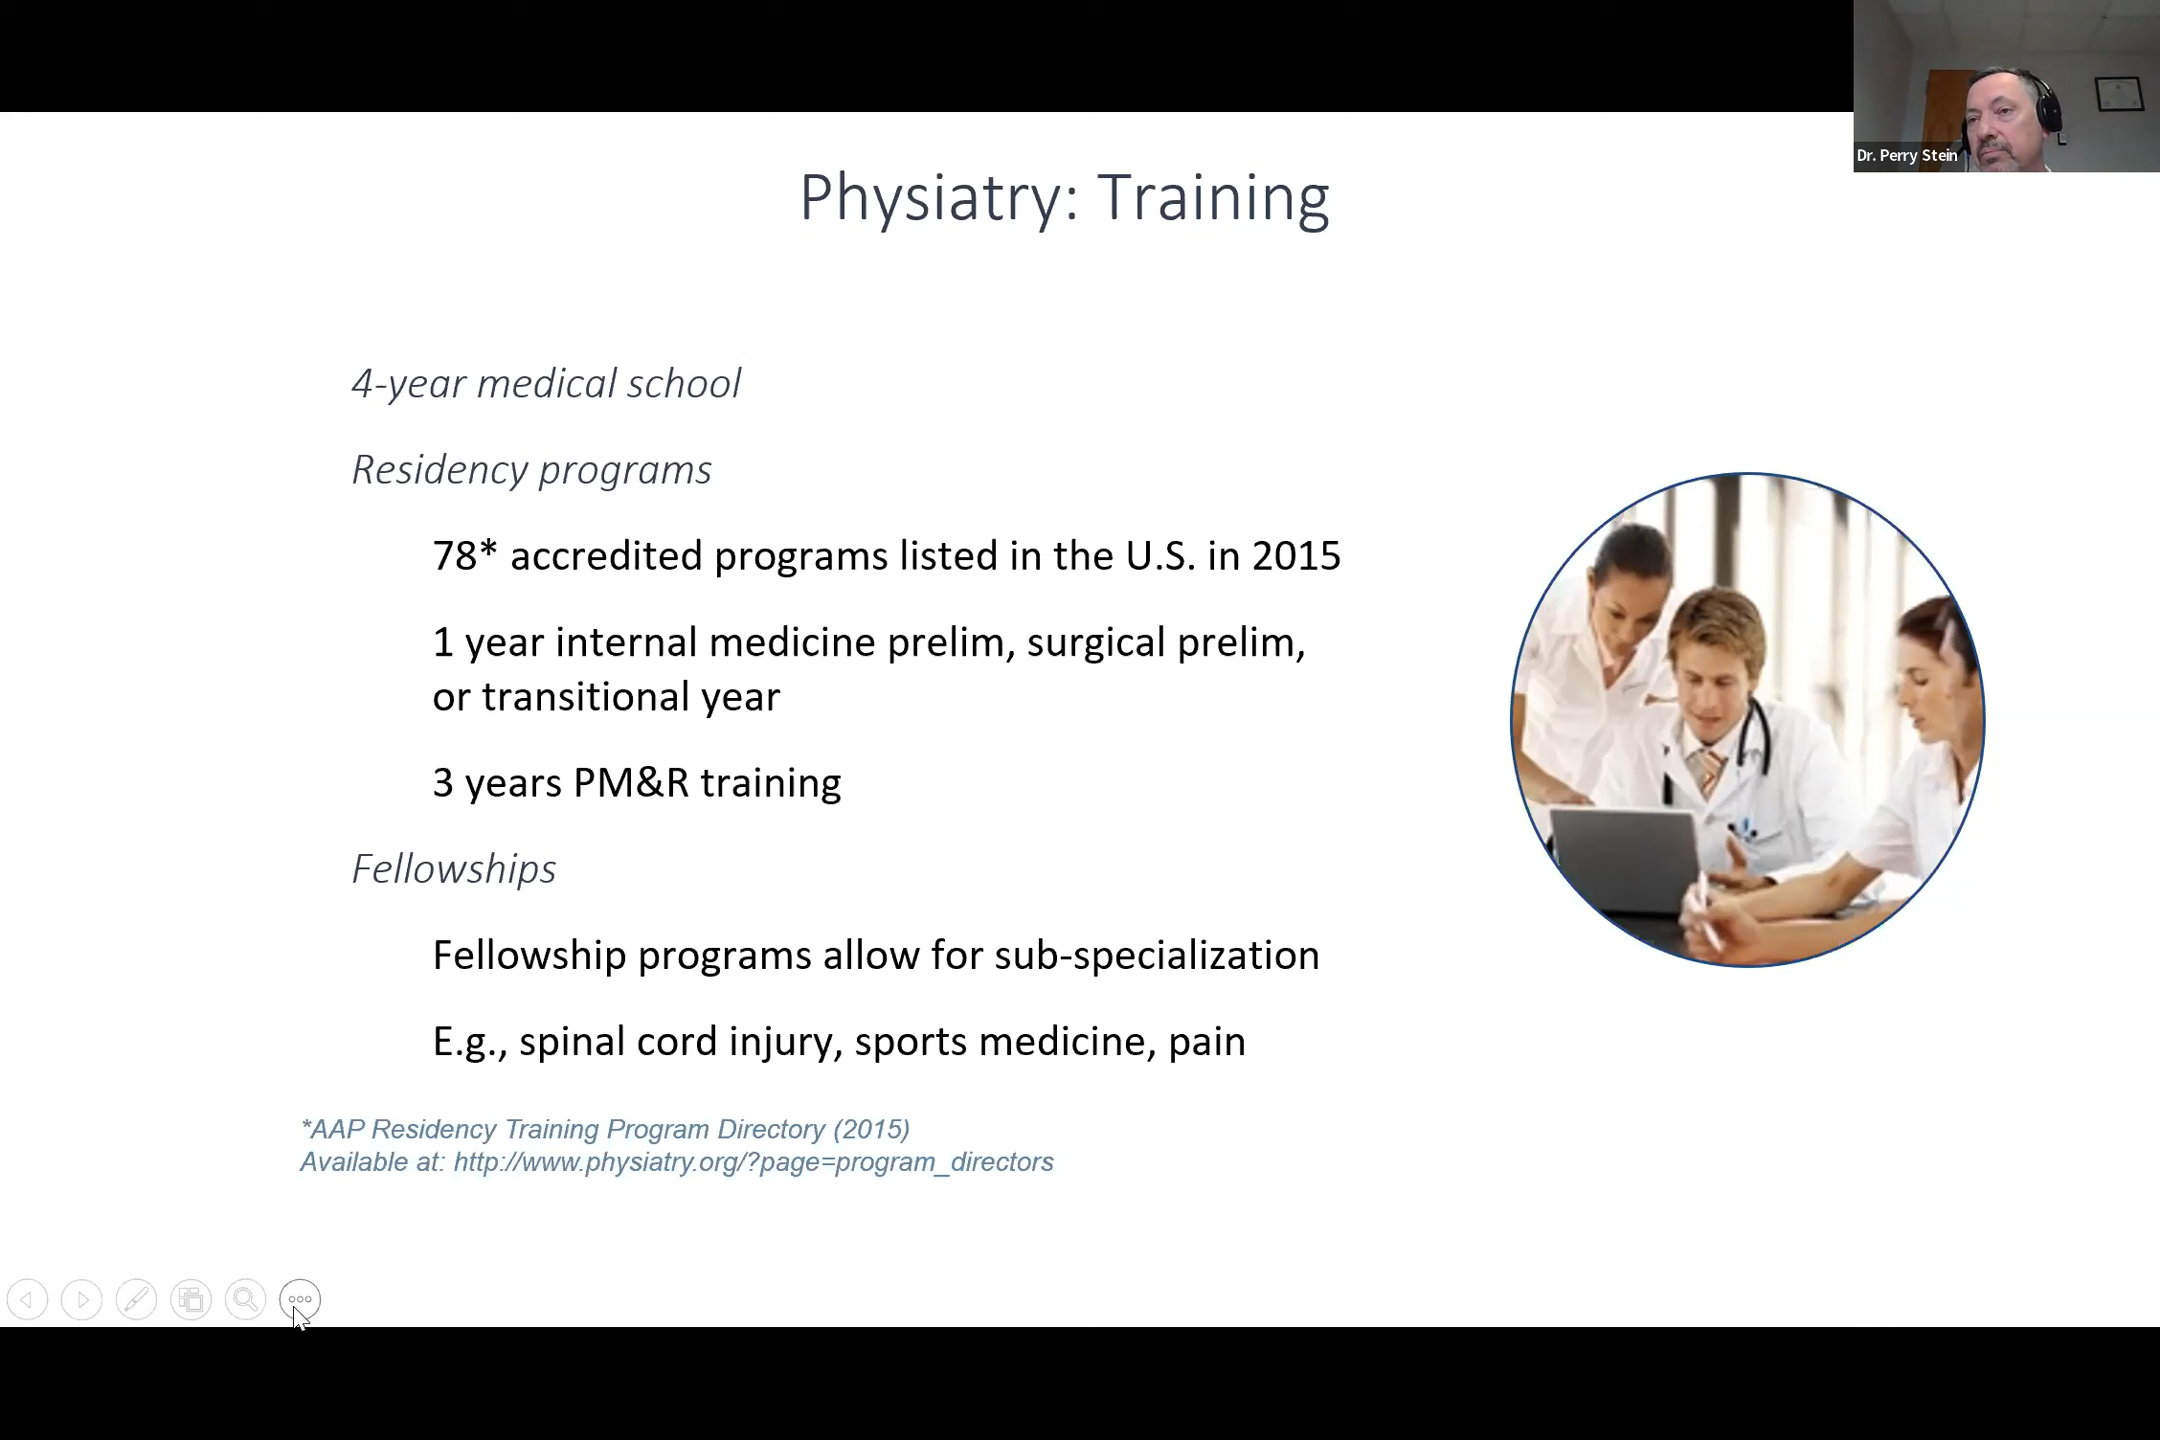 Dr. Perry Stein
Physiatry: Training
4-year medical school
Residency programs
78* accredited programs listed in the U.S. in 2015
1 year internal medicine prelim, surgical prelim,
or transitional year
3 years PM&R training
Fellowships
Fellowship programs allow for sub-specialization
E.g., spinal cord injury, sports medicine, pain
*AAP Residency Training Program Directory (2015)
Available at: http://www.physiatry.org/?page=program_directors